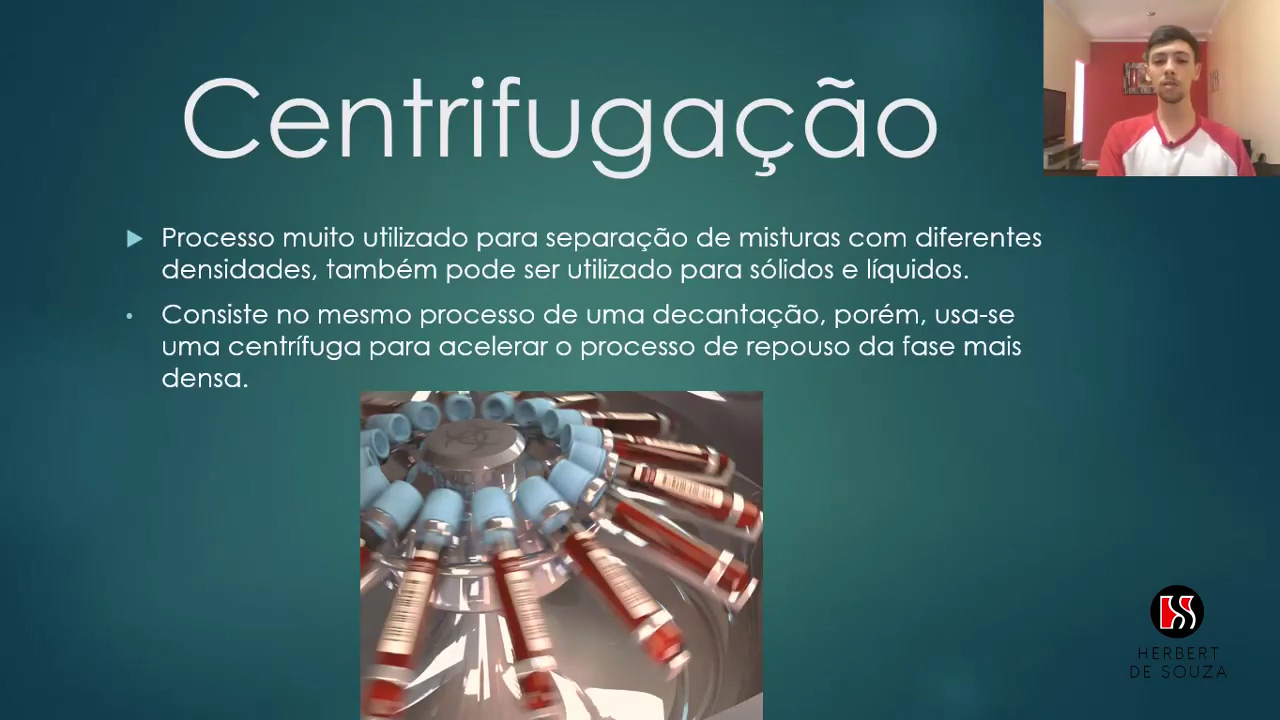 Centrifugação
Processo muito utilizado para separação de misturas com diferentes
densidades, também pode ser utilizado para sólidos e líquidos.
Consiste no mesmo processo de uma decantação, porém, usa-se
uma centrífuga para acelerar o processo de repouso da fase mais
densa.
HERBERT
DE SOUZA